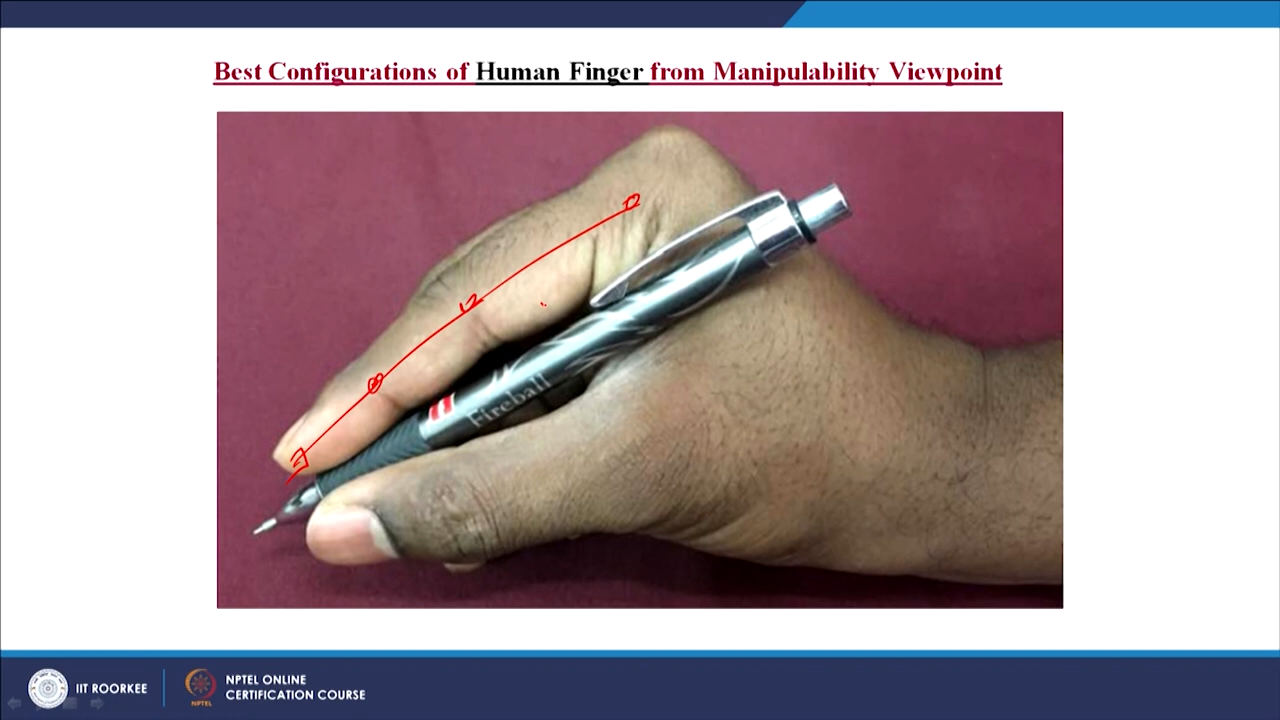 Best Configurations of Human Finger from Manipulability Viewpoint
Fireball
IIT ROORKEE
NPTEL ONLINE
CERTIFICATION COURSE
NPTEL